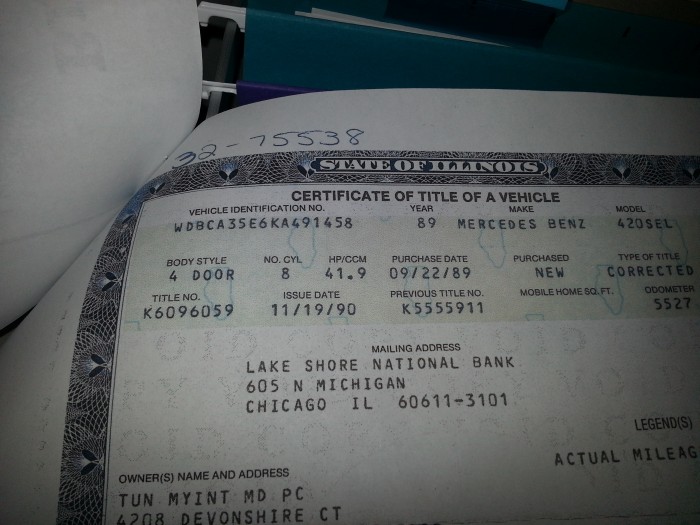 32-75538
STATE OF ILLINOIS
CERTIFICATE OF TITLE OF A VEHICLE
VEHICLE IDENTIFICATION NO. YEAR MAKE MODEL
WDBCA35E6KA491458 89 MERCEDES BENZ 420SEL
BODY STYLE NO. CYL HP/CCM PURCHASE DATE PURCHASED TYPE OF TITLE
4 DOOR 8 41.9 09/22/89 NEW CORRECTED
TITLE NO. ISSUE DATE PREVIOUS TITLE NO. MOBILE HOME SQ. FT. ODOMETER
K6096059 11/19/90 K5555911 5527
MAILING ADDRESS
LAKE SHORE NATIONAL BANK
605 N MICHIGAN
CHICAGO IL 60611-3101
LEGEND(S)
ACTUAL MILEAG
OWNER(S) NAME AND ADDRESS
TUN MYINT MD PC
4208 DEVONSHIRE CT